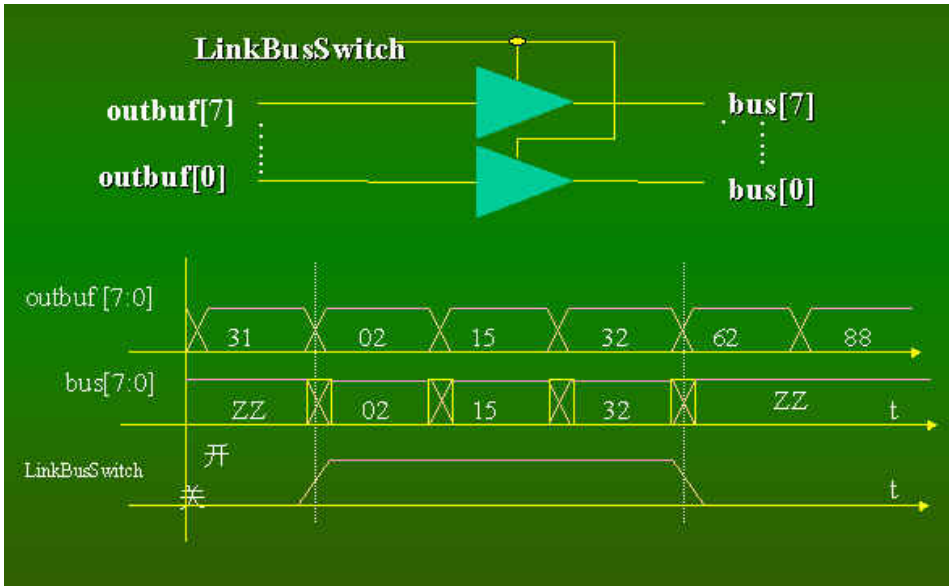 LinkBusSwitch
outbuf[7] bus[7]
outbuf[0] bus[0]
outbuf [7:0] 31 02 15 32 62 88
bus[7:0] ZZ 02 15 32 ZZ t
开
LinkBusSwitch t
关